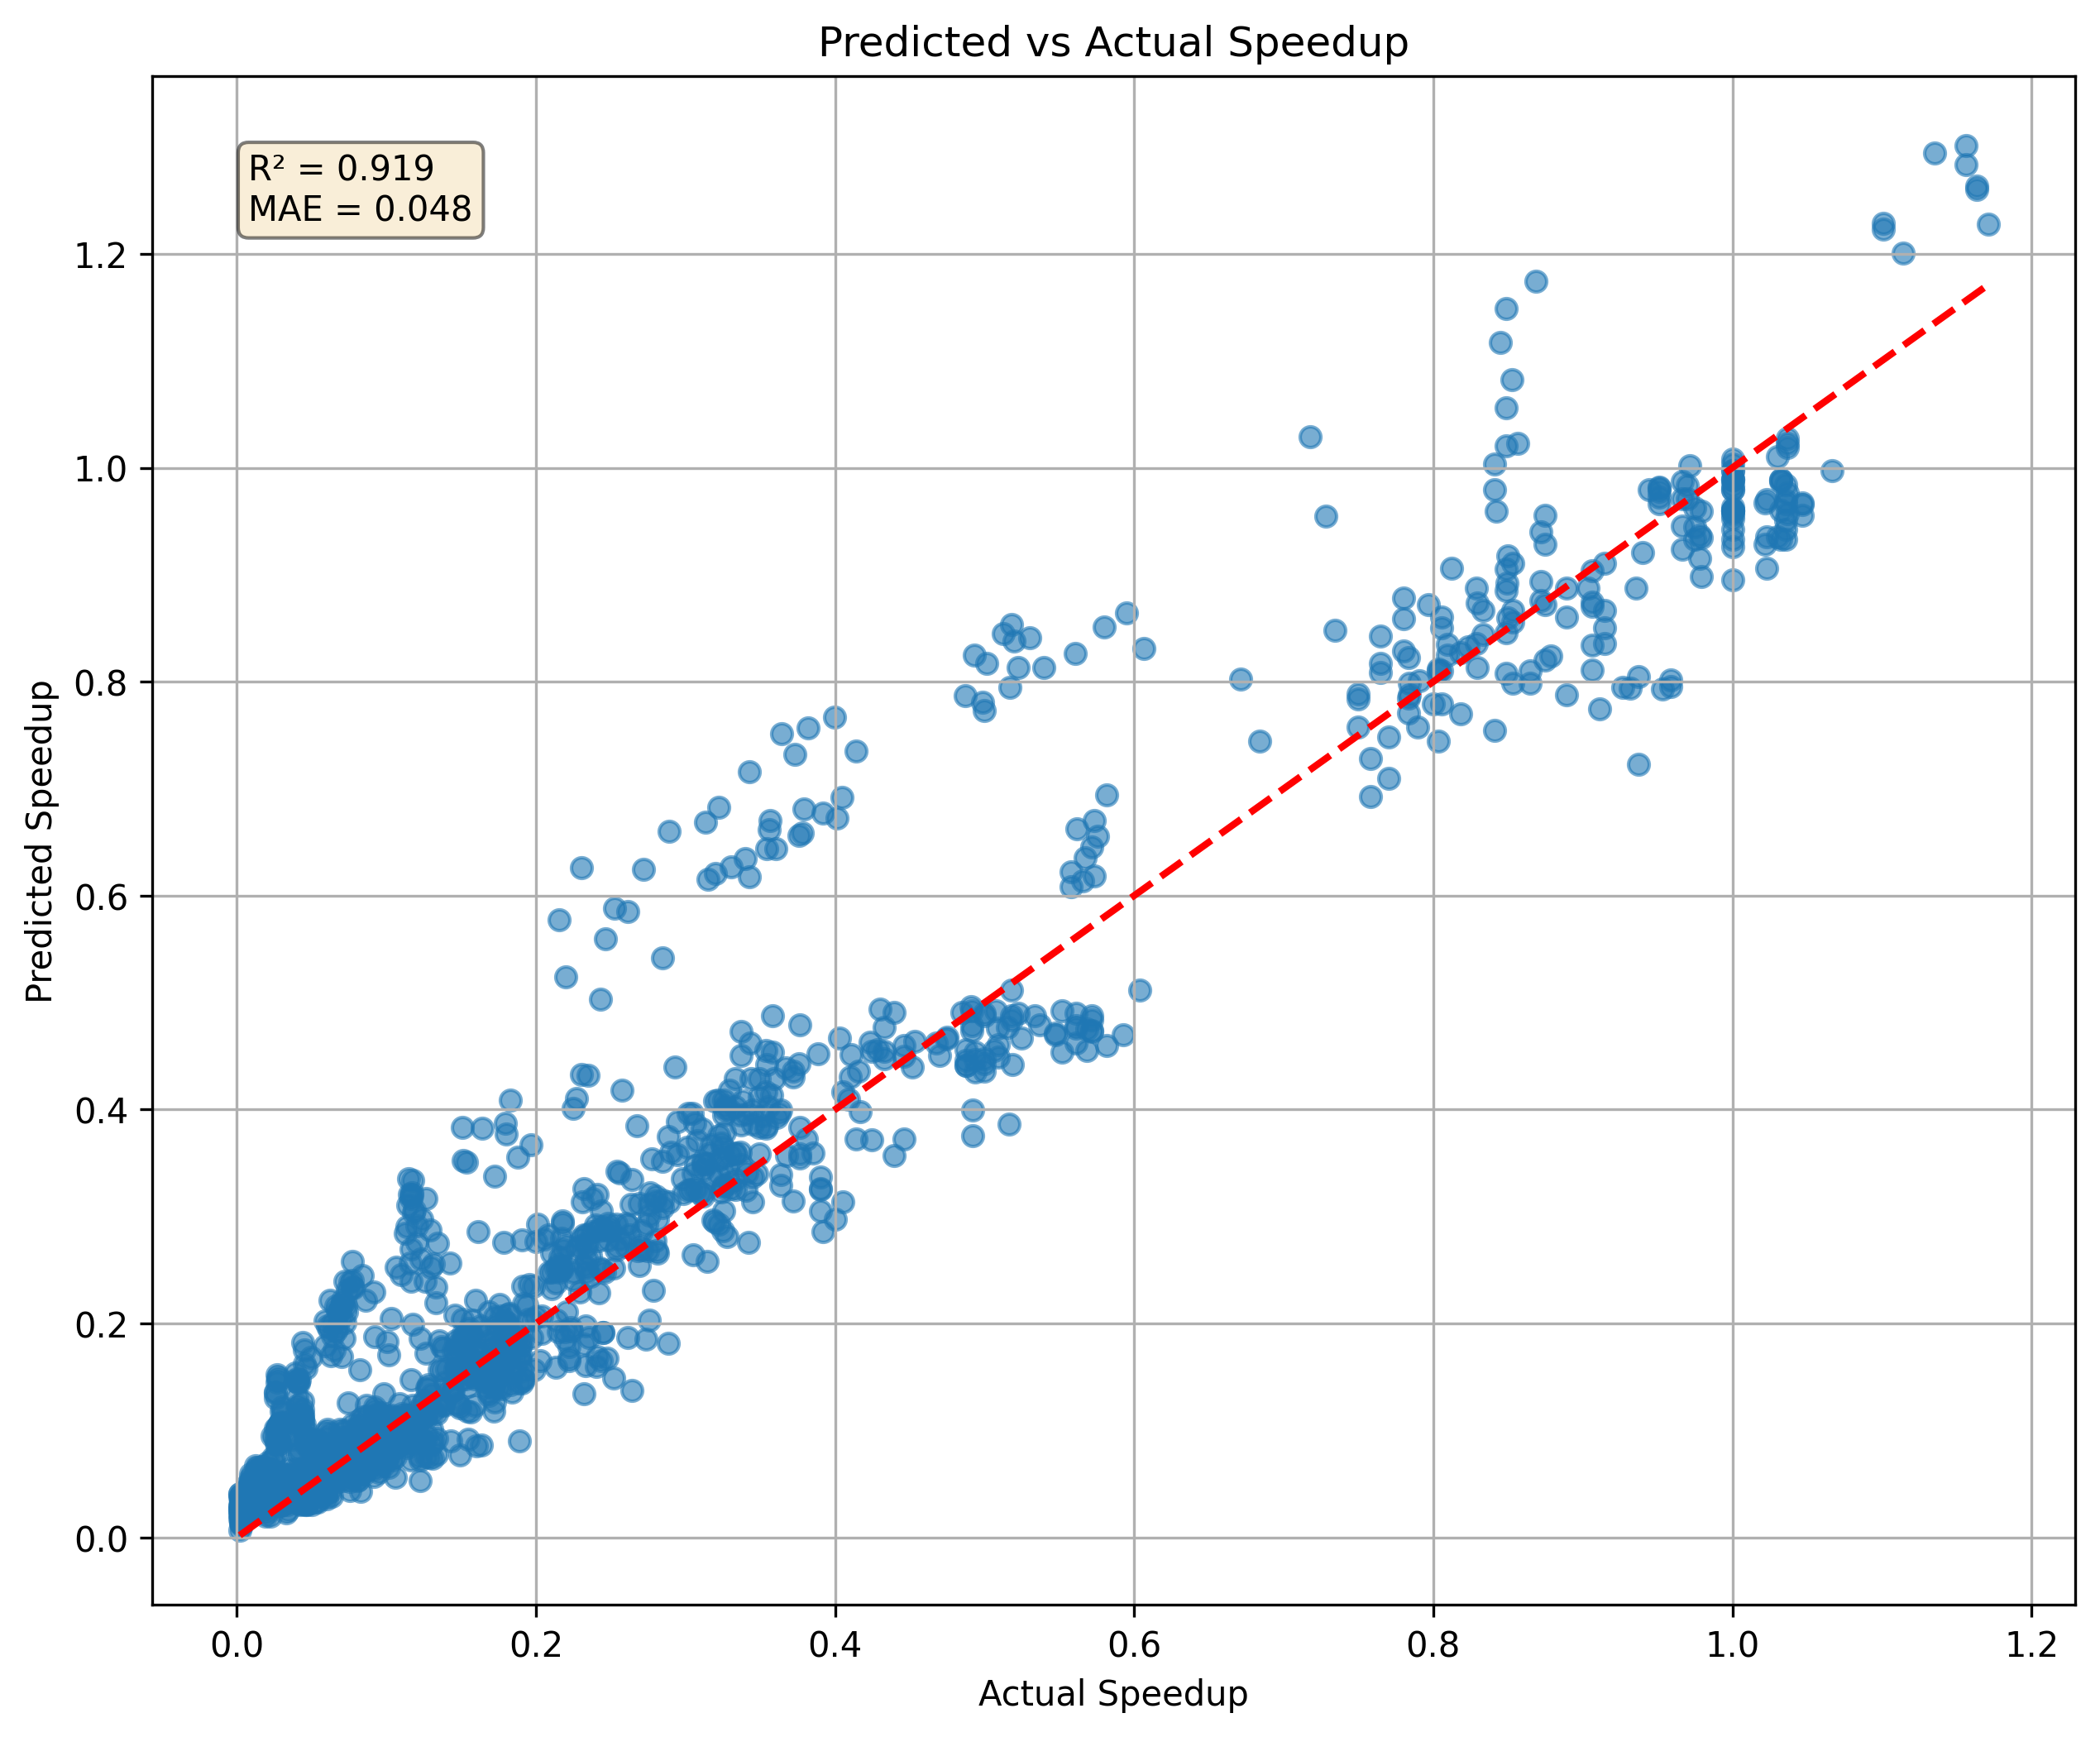 Predicted vs Actual Speedup
R² = 0.919
MAE = 0.048
Predicted Speedup
1.2
1.0
0.8
0.6
0.4
0.2
0.0
0.0 0.2 0.4 0.6 0.8 1.0 1.2
Actual Speedup